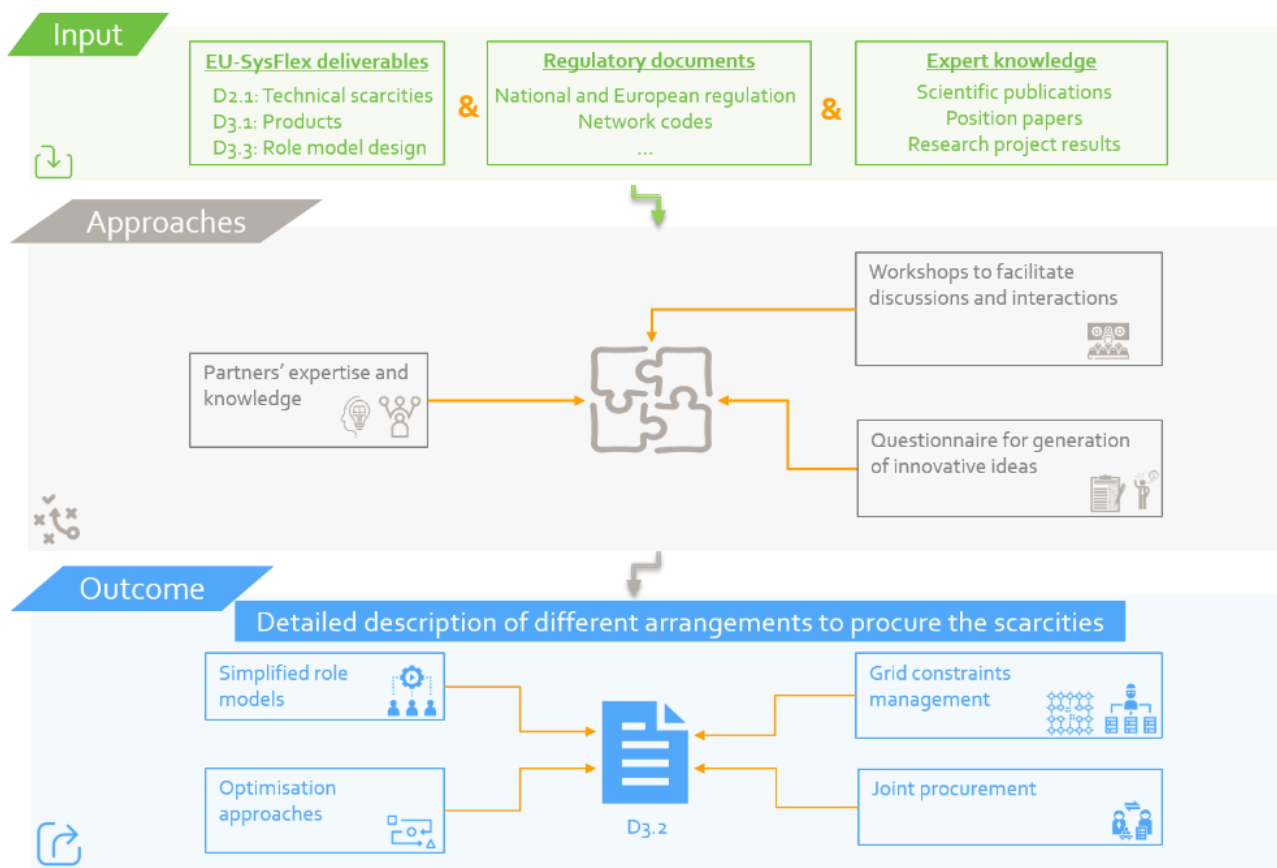 Input
EU-SysFlex deliverables
D2.1: Technical scarcities
D3.1: Products
D3.3: Role model design
&
Regulatory documents
National and European regulation
Network codes
...
&
Expert knowledge
Scientific publications
Position papers
Research project results
Approaches
Partners' expertise and
knowledge
Workshops to facilitate
discussions and interactions
Questionnaire for generation
of innovative ideas
Outcome
Detailed description of different arrangements to procure the scarcities
Simplified role
models
Optimisation
approaches
D3.2
Grid constraints
management
Joint procurement